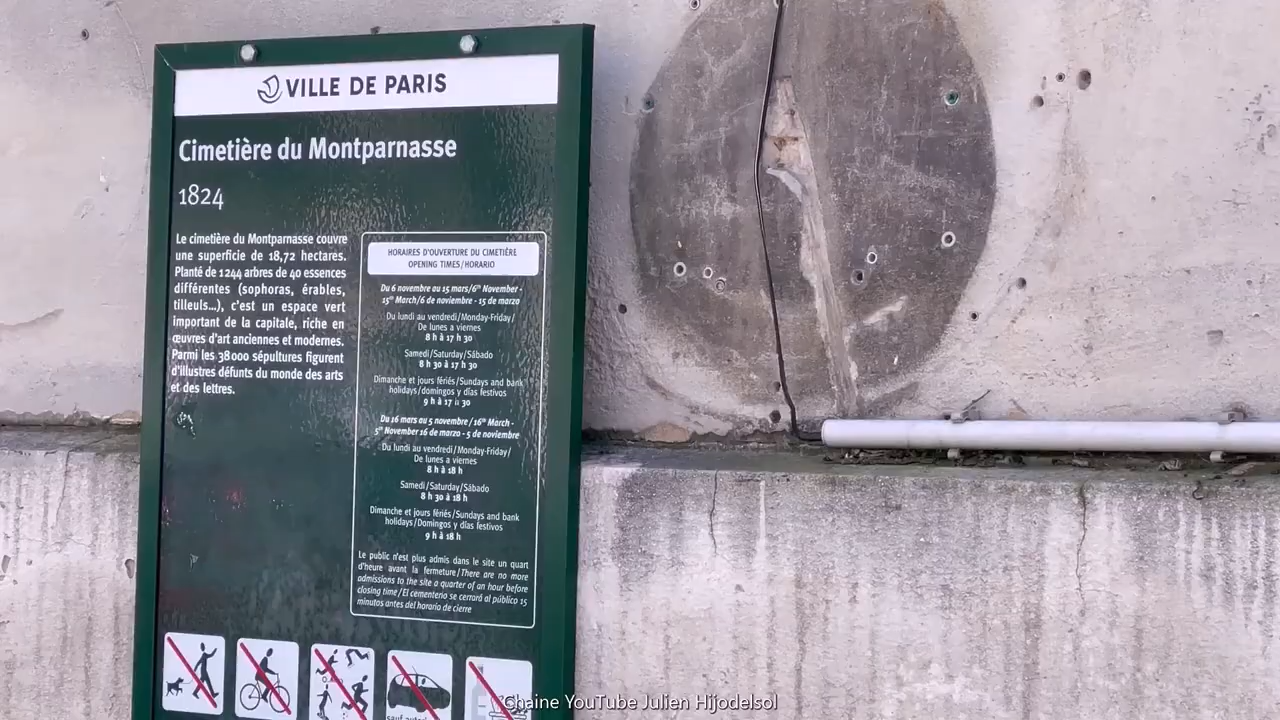 VILLE DE PARIS
Cimetière du Montparnasse
1824
Le cimetière du Montparnasse couvre
une superficie de 18,72 hectares.
Planté de 1244 arbres de 40 essences
différentes (sophoras, érables,
tilleuls...), c'est un espace vert
important de la capitale, riche en
œuvres d'art anciennes et modernes.
Parmi les 38000 sépultures figurent
d'illustres défunts du monde des arts
et des lettres.
HORAIRES D'OUVERTURE DU CIMETIÈRE
OPENING TIMES/HORARIO
Du 6 novembre au 15 mars/6th November -
15th March/6 de noviembre - 15 de marzo
Du lundi au vendredi/Monday-Friday/
De lunes a viernes
8 h à 17 h 30
Samedi/Saturday/Sábado
8 h 30 à 17 h 30
Dimanche et jours fériés/Sundays and bank
holidays/domingos y días festivos
9 h à 17 h 30
Du 16 mars au 5 novembre/16th March -
5th November 16 de marzo - 5 de noviembre
Du lundi au vendredi/Monday-Friday/
De lunes a viernes
8 h à 18 h
Samedi/Saturday/Sábado
8 h 30 à 18 h
Dimanche et jours fériés/Sundays and bank
holidays/Domingos y días festivos
9 h à 18 h
Le public n'est plus admis dans le site un quart
d'heure avant la fermeture/There are no more
admissions to the site a quarter of an hour before
closing time/El cementerio se cerrará al público 15
minutos antes del horario de cierre
sauf
Chaine YouTube Julien Hijodelsol